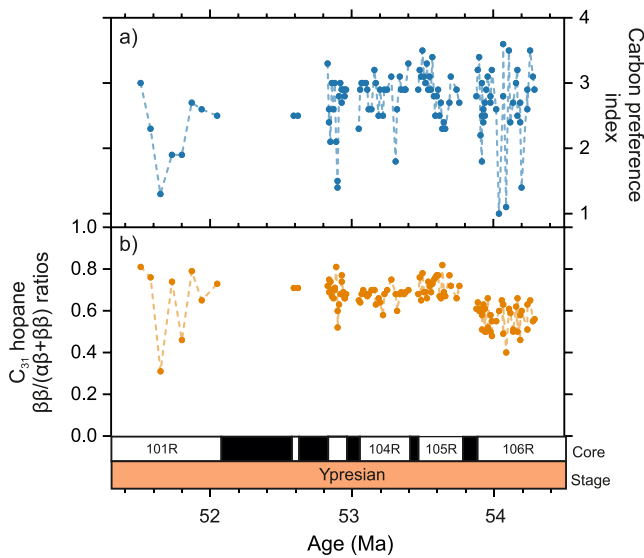 a)
4
3
2
1
Carbon preference
index
b)
1.0
0.8
0.6
0.4
0.2
0.0
C₃₁ hopane
ββ/(αβ+ββ) ratios
101R
104R
105R
106R
Core
Ypresian
Stage
52
53
54
Age (Ma)